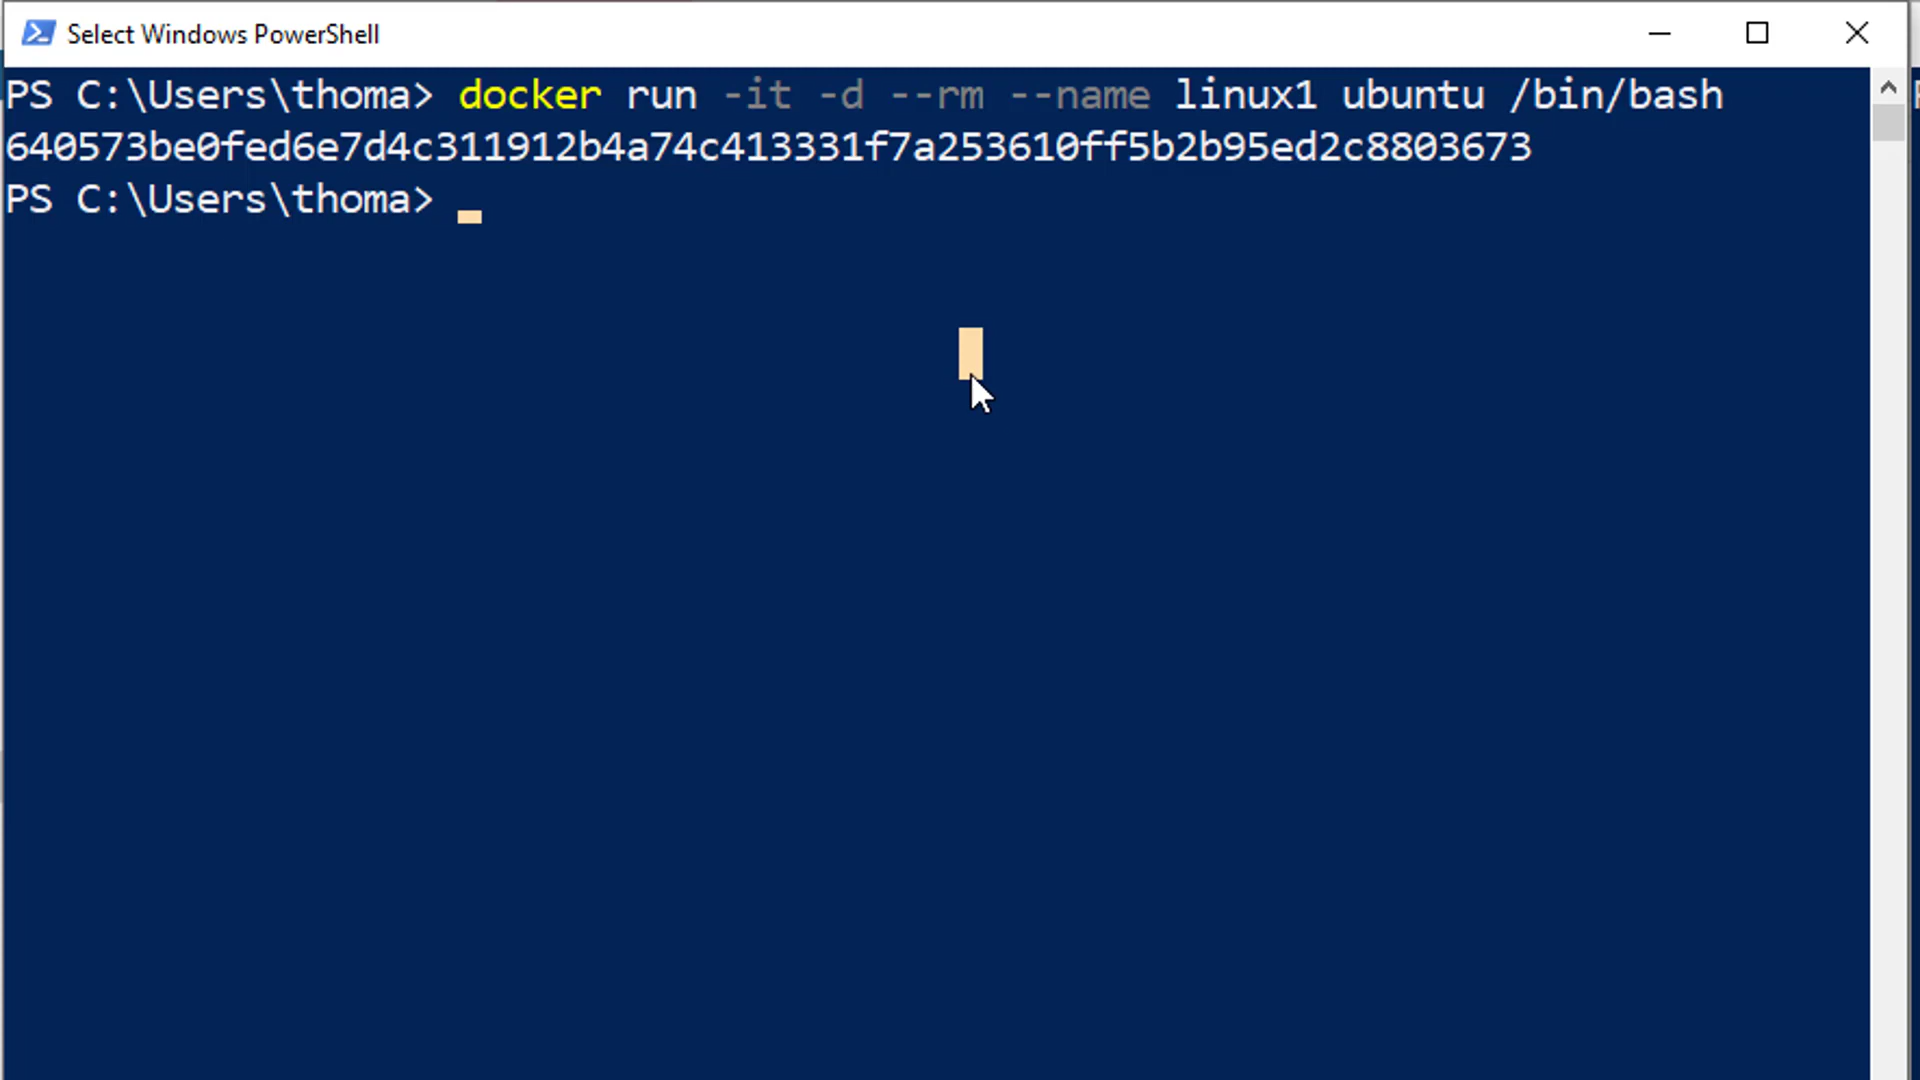 Select Windows PowerShell
PS C:\Users\thoma> docker run -it -d --rm --name linux1 ubuntu /bin/bash
640573be0fed6e7d4c311912b4a74c413331f7a253610ff5b2b95ed2c8803673
PS C:\Users\thoma>